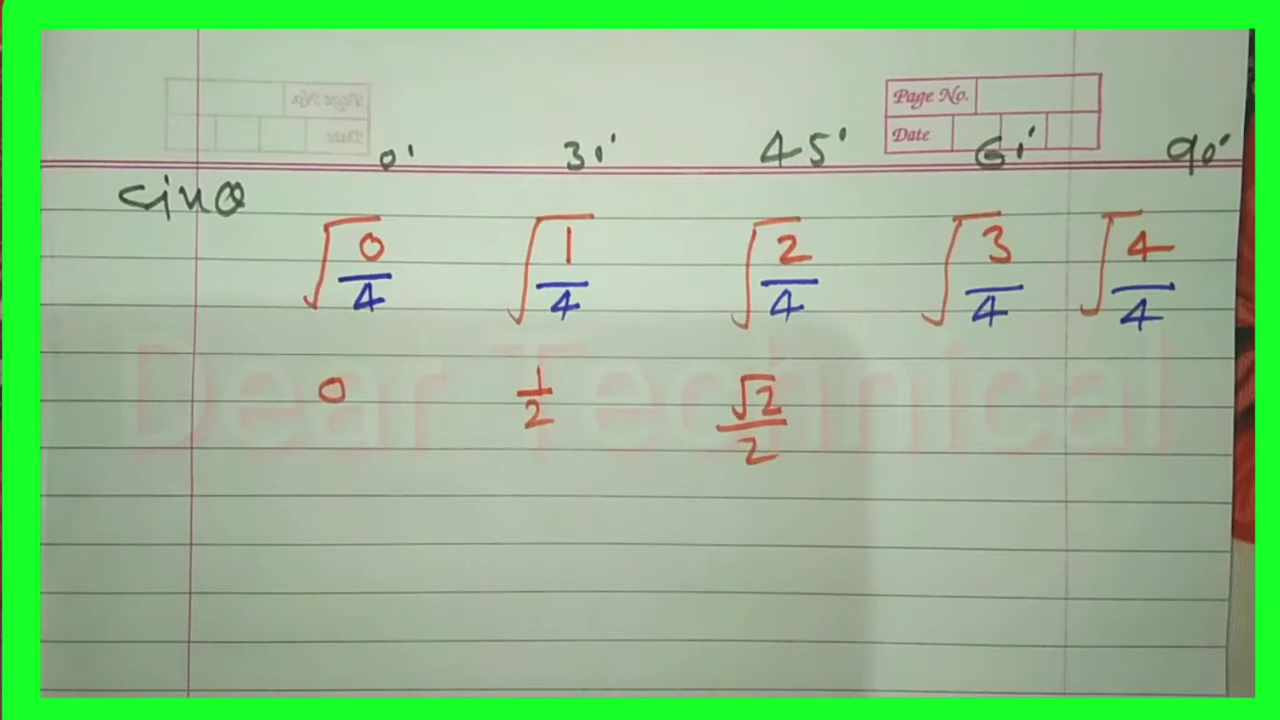 Page No.
Date
0° 30° 45° 60° 90°
sinθ
√0/4 √1/4 √2/4 √3/4 √4/4
0 1/2 √2/2
Dear Technical